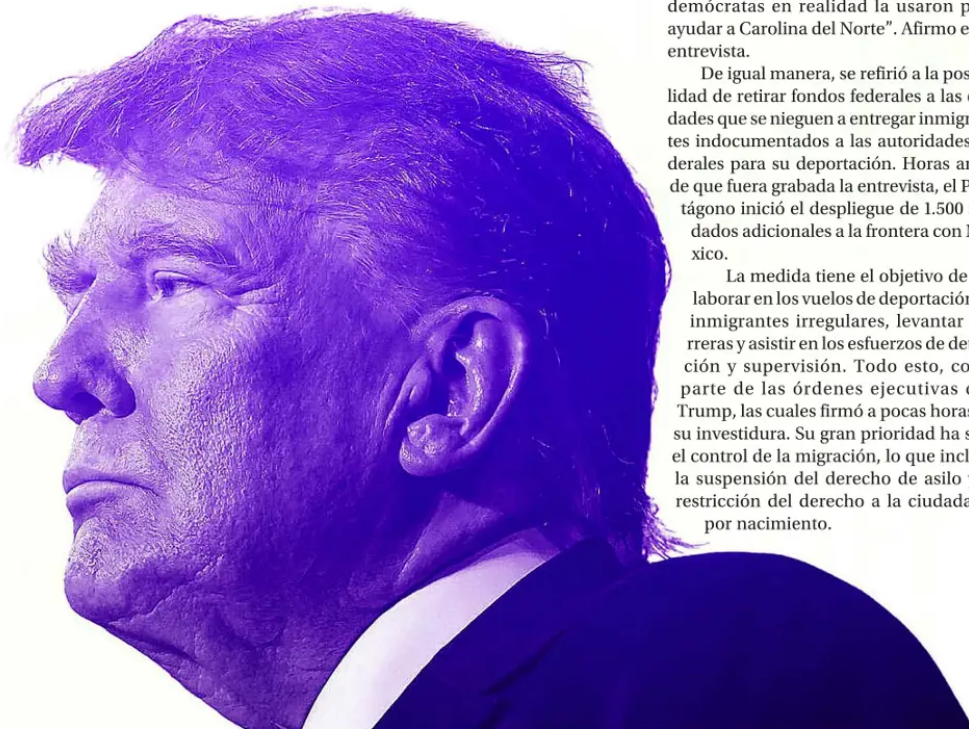 demócratas en realidad la usaron p
ayudar a Carolina del Norte”. Afirmo e
entrevista.
De igual manera, se refirió a la pos
lidad de retirar fondos federales a las
dades que se nieguen a entregar inmigr
tes indocumentados a las autoridades
derales para su deportación. Horas an
de que fuera grabada la entrevista, el P
tágono inició el despliegue de 1.500
dados adicionales a la frontera con
xico.
La medida tiene el objetivo de
laborar en los vuelos de deportación
inmigrantes irregulares, levantar
rreras y asistir en los esfuerzos de det
ción y supervisión. Todo esto, co
parte de las órdenes ejecutivas
Trump, las cuales firmó a pocas horas
su investidura. Su gran prioridad ha s
el control de la migración, lo que incl
la suspensión del derecho de asilo y
restricción del derecho a la ciudada
por nacimiento.